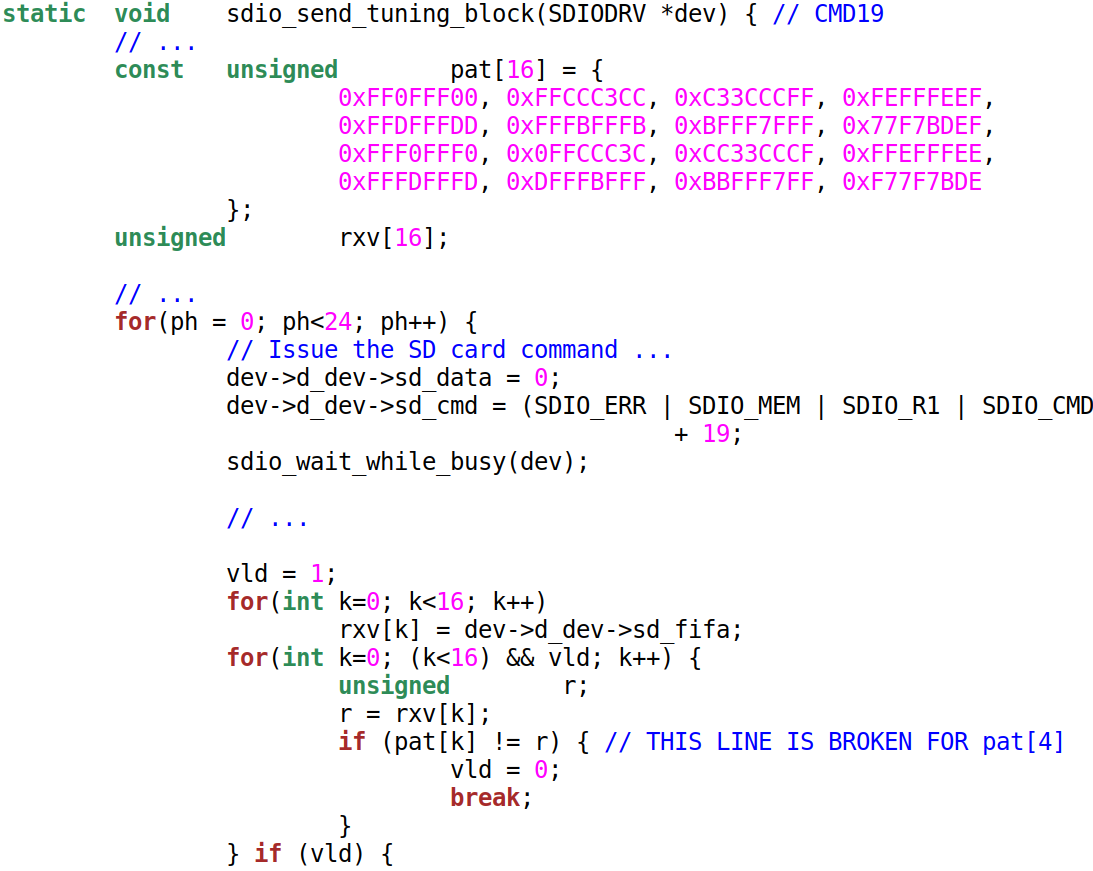 static  void    sdio_send_tuning_block(SDIODRV *dev) { // CMD19
        // ...
        const   unsigned        pat[16] = {
                        0xFF0FFF00, 0xFFCCC3CC, 0xC33CCCFF, 0xFEFFFEEF,
                        0xFFDFFFDD, 0xFFFBFFFB, 0xBFFF7FFF, 0x77F7BDEF,
                        0xFFF0FFF0, 0x0FFCCC3C, 0xCC33CCCF, 0xFFEFFFEE,
                        0xFFFDFFFD, 0xDFFFBFFF, 0xBBFFF7FF, 0xF77F7BDE
                };
        unsigned        rxv[16];

        // ...
        for(ph = 0; ph<24; ph++) {
                // Issue the SD card command ...
                dev->d_dev->sd_data = 0;
                dev->d_dev->sd_cmd = (SDIO_ERR | SDIO_MEM | SDIO_R1 | SDIO_CMD
                                                + 19;
                sdio_wait_while_busy(dev);

                // ...

                vld = 1;
                for(int k=0; k<16; k++)
                        rxv[k] = dev->d_dev->sd_fifa;
                for(int k=0; (k<16) && vld; k++) {
                        unsigned        r;
                        r = rxv[k];
                        if (pat[k] != r) { // THIS LINE IS BROKEN FOR pat[4]
                                vld = 0;
                                break;
                        }
                } if (vld) {